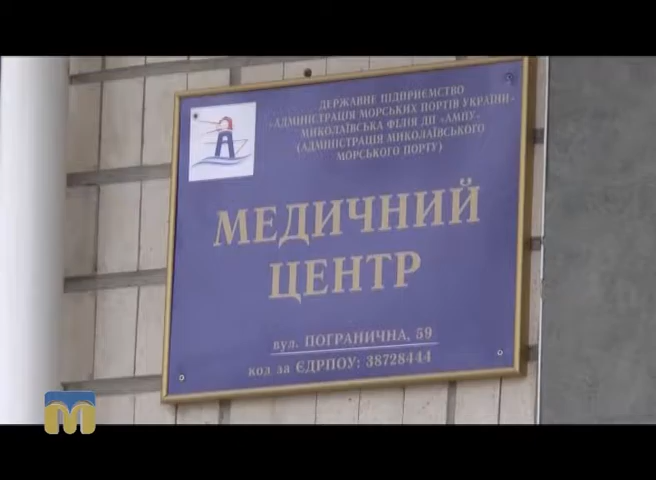 ДЕРЖАВНЕ ПІДПРИЄМСТВО
"АДМІНІСТРАЦІЯ МОРСЬКИХ ПОРТІВ УКРАЇНИ"
МИКОЛАЇВСЬКА ФІЛІЯ ДП "АМПУ"
(АДМІНІСТРАЦІЯ МИКОЛАЇВСЬКОГО
МОРСЬКОГО ПОРТУ)
МЕДИЧНИЙ
ЦЕНТР
вул. ПОГРАНИЧНА, 59
код за ЄДРПОУ: 38728444
М